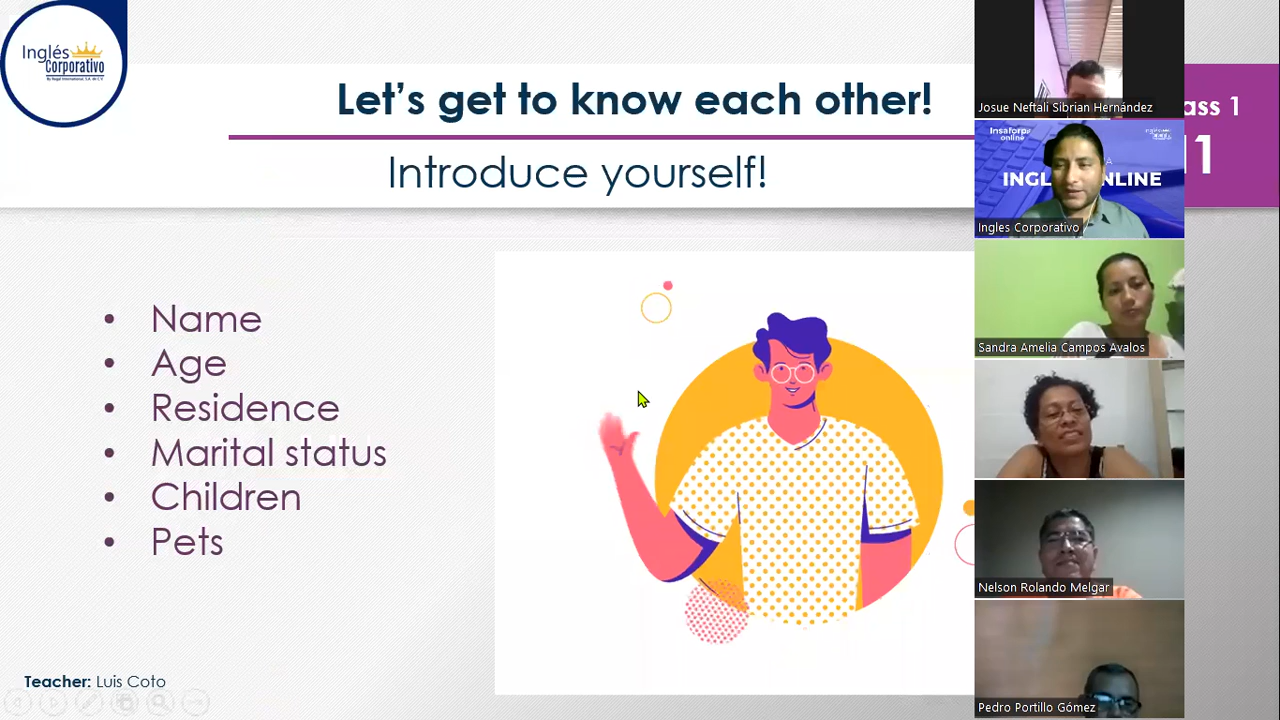 Inglés
Corporativo
Let's get to know each other!
Introduce yourself!
ass 1
11
• Name
• Age
• Residence
• Marital status
• Children
• Pets
Teacher: Luis Coto
Josue Neftali Sibrian Hernández
Insaforp
online
INGL NLINE
Ingles Corporativo
Sandra Amelia Campos Avalos
Nelson Rolando Melgar
Pedro Portillo Gómez